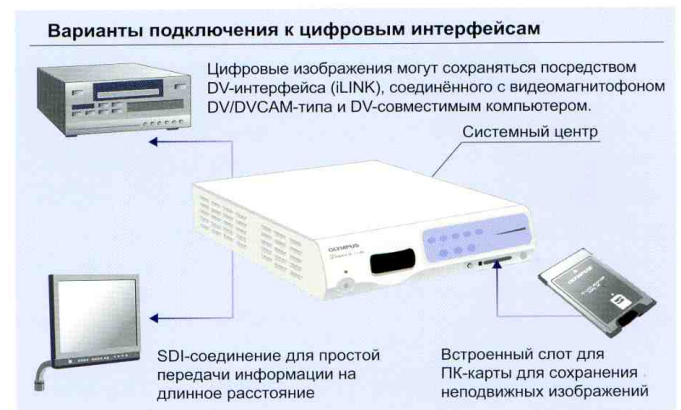 Варианты подключения к цифровым интерфейсам
Цифровые изображения могут сохраняться посредством
DV-интерфейса (iLINK), соединённого с видеомагнитофоном
DV/DVCAM-типа и DV-совместимым компьютером.
Системный центр
OLYMPUS
SDI-соединение для простой
передачи информации на
длинное расстояние
Встроенный слот для
ПК-карты для сохранения
неподвижных изображений